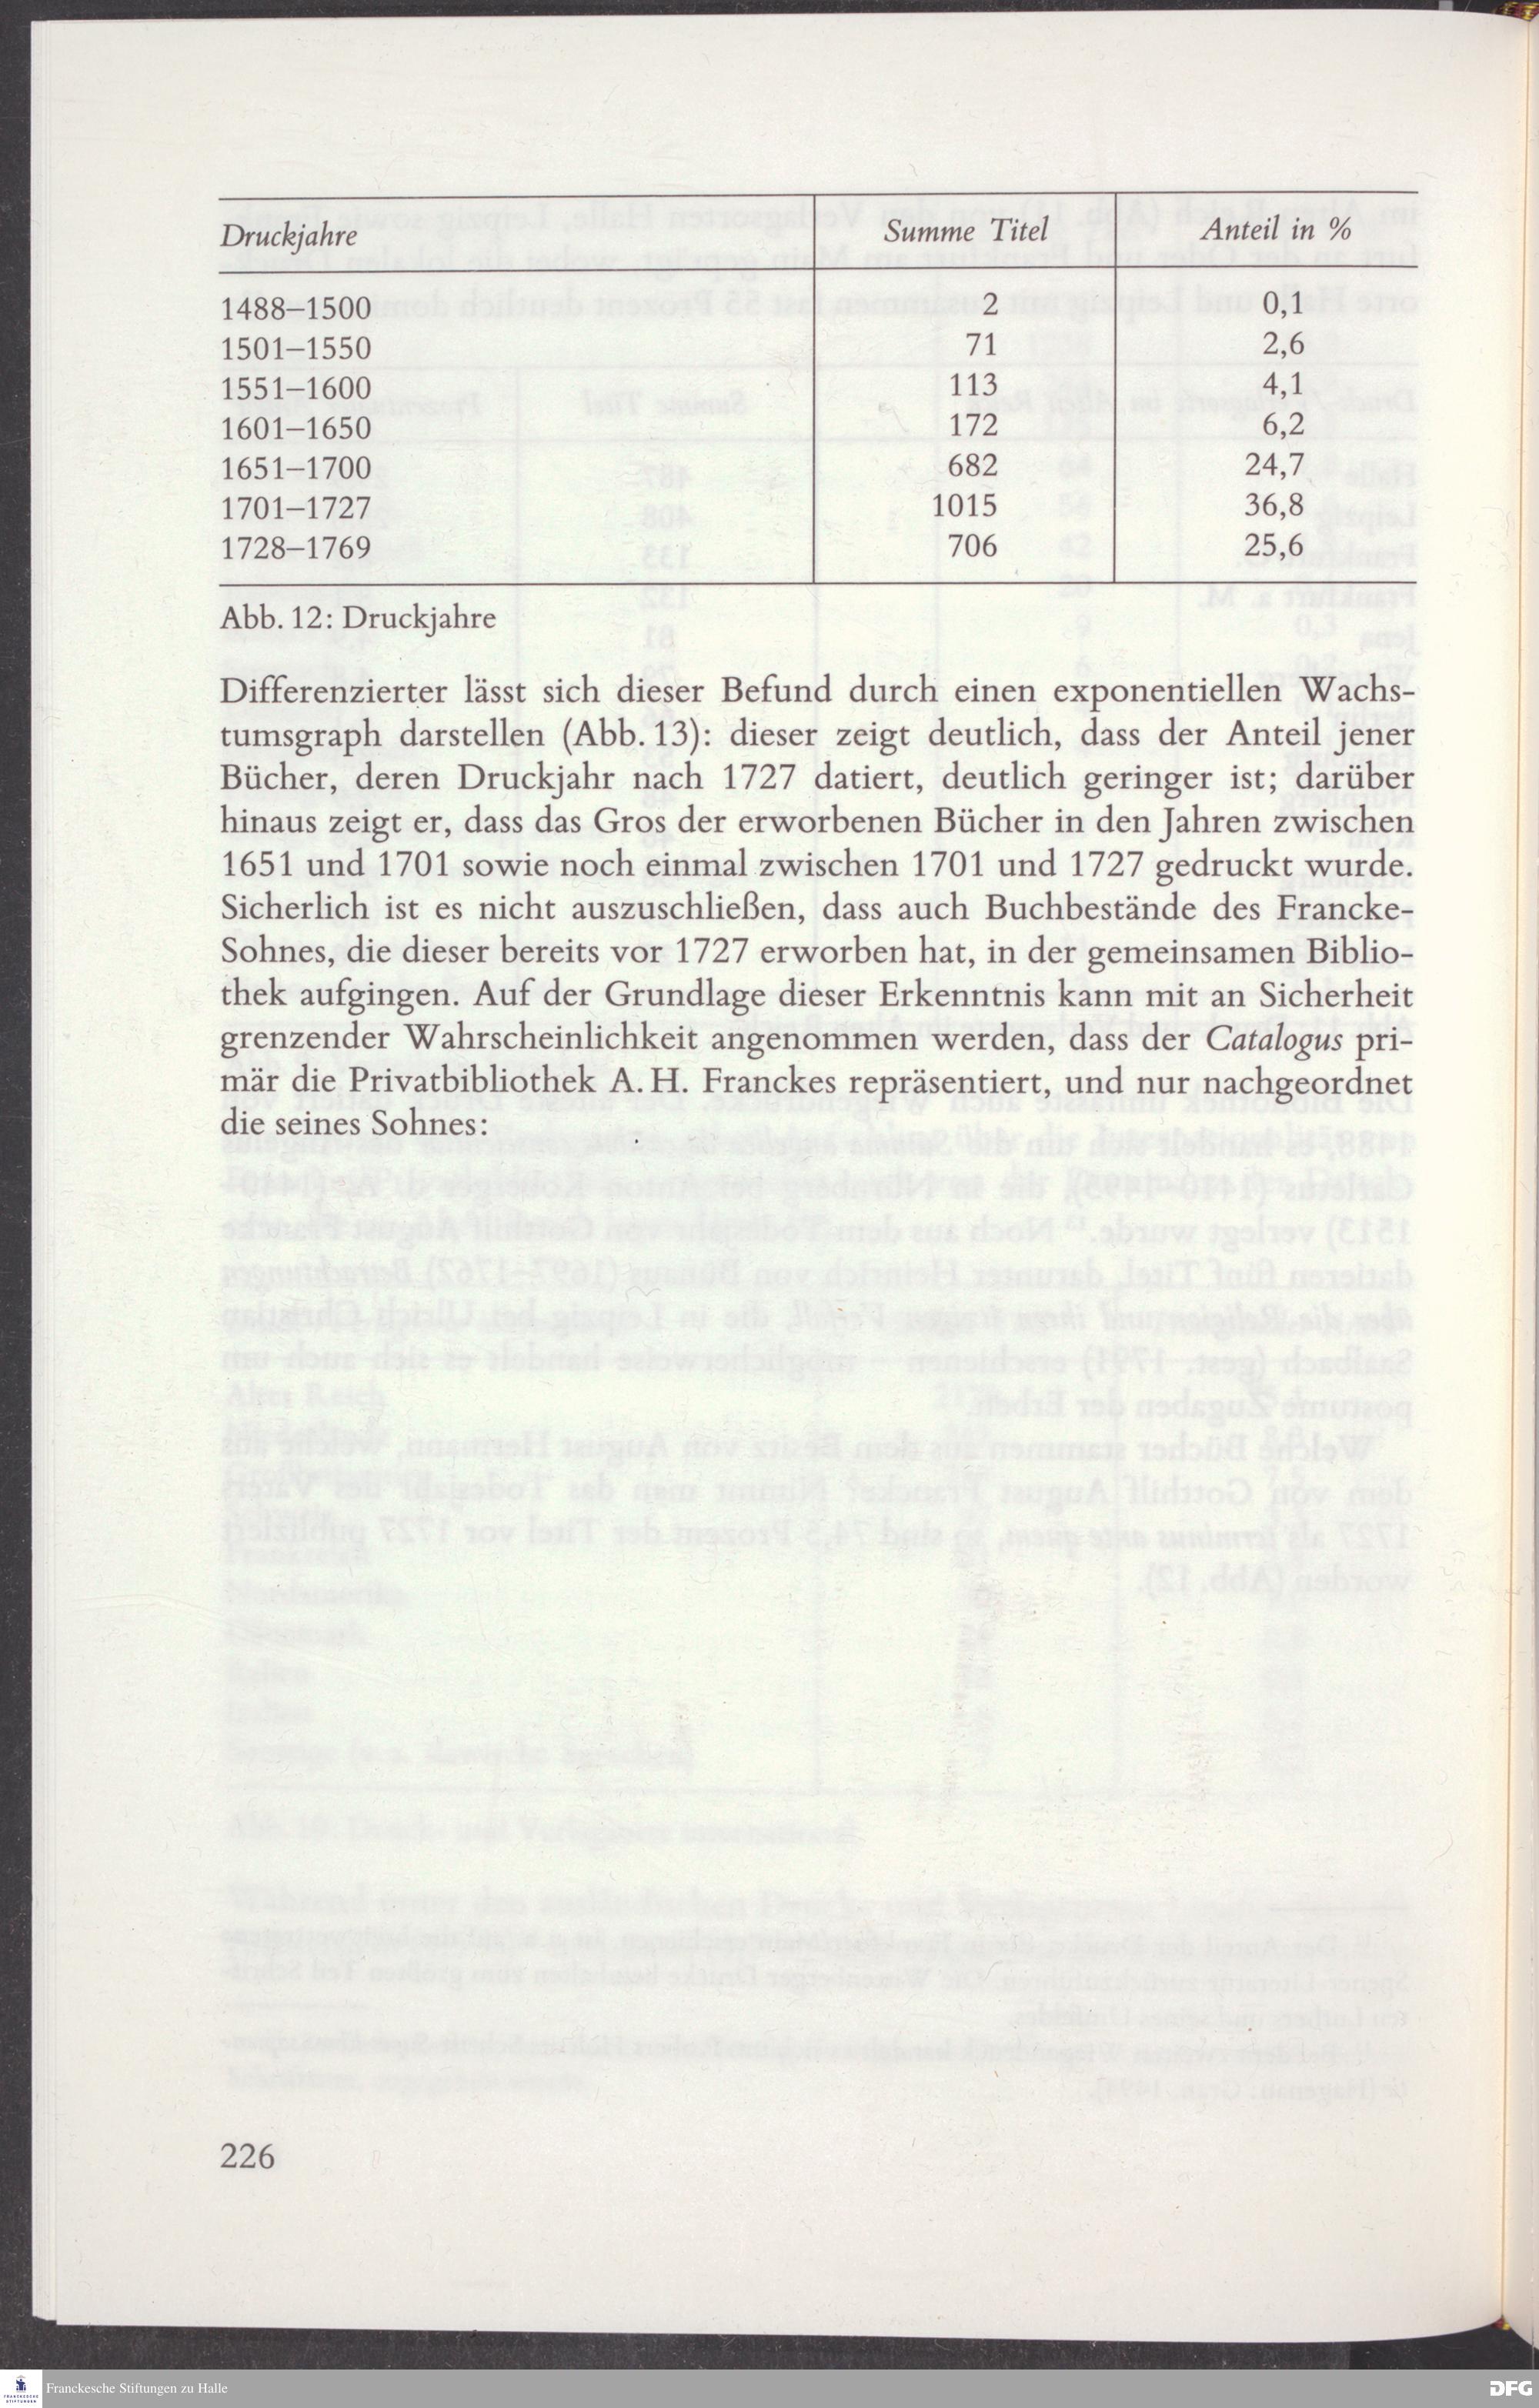 Druckjahre Summe Titel Anteil in %
1488–1500 2 0,1
1501–1550 71 2,6
1551–1600 113 4,1
1601–1650 172 6,2
1651–1700 682 24,7
1701–1727 1015 36,8
1728–1769 706 25,6
Abb. 12: Druckjahre
Differenzierter lässt sich dieser Befund durch einen exponentiellen Wachs-
tumsgraph darstellen (Abb. 13): dieser zeigt deutlich, dass der Anteil jener
Bücher, deren Druckjahr nach 1727 datiert, deutlich geringer ist; darüber
hinaus zeigt er, dass das Gros der erworbenen Bücher in den Jahren zwischen
1651 und 1701 sowie noch einmal zwischen 1701 und 1727 gedruckt wurde.
Sicherlich ist es nicht auszuschließen, dass auch Buchbestände des Francke-
Sohnes, die dieser bereits vor 1727 erworben hat, in der gemeinsamen Biblio-
thek aufgingen. Auf der Grundlage dieser Erkenntnis kann mit an Sicherheit
grenzender Wahrscheinlichkeit angenommen werden, dass der Catalogus pri-
mär die Privatbibliothek A. H. Franckes repräsentiert, und nur nachgeordnet
die seines Sohnes:
226
FRANCKESCHE
STIFTUNGEN
Franckesche Stiftungen zu Halle
DFG